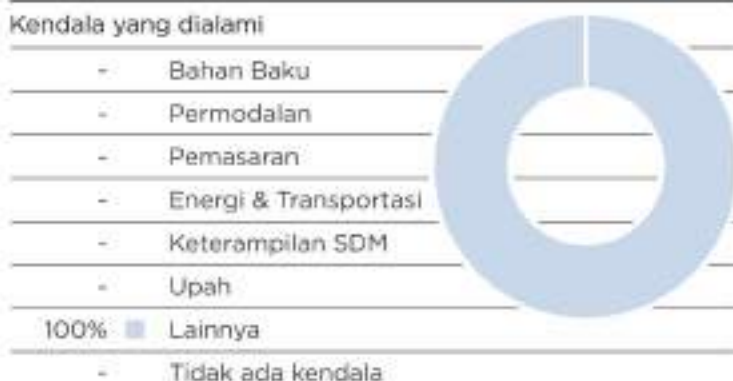 Kendala yang dialami
- Bahan Baku
- Permodalan
- Pemasaran
- Energi & Transportasi
- Keterampilan SDM
- Upah
100% Lainnya
- Tidak ada kendala